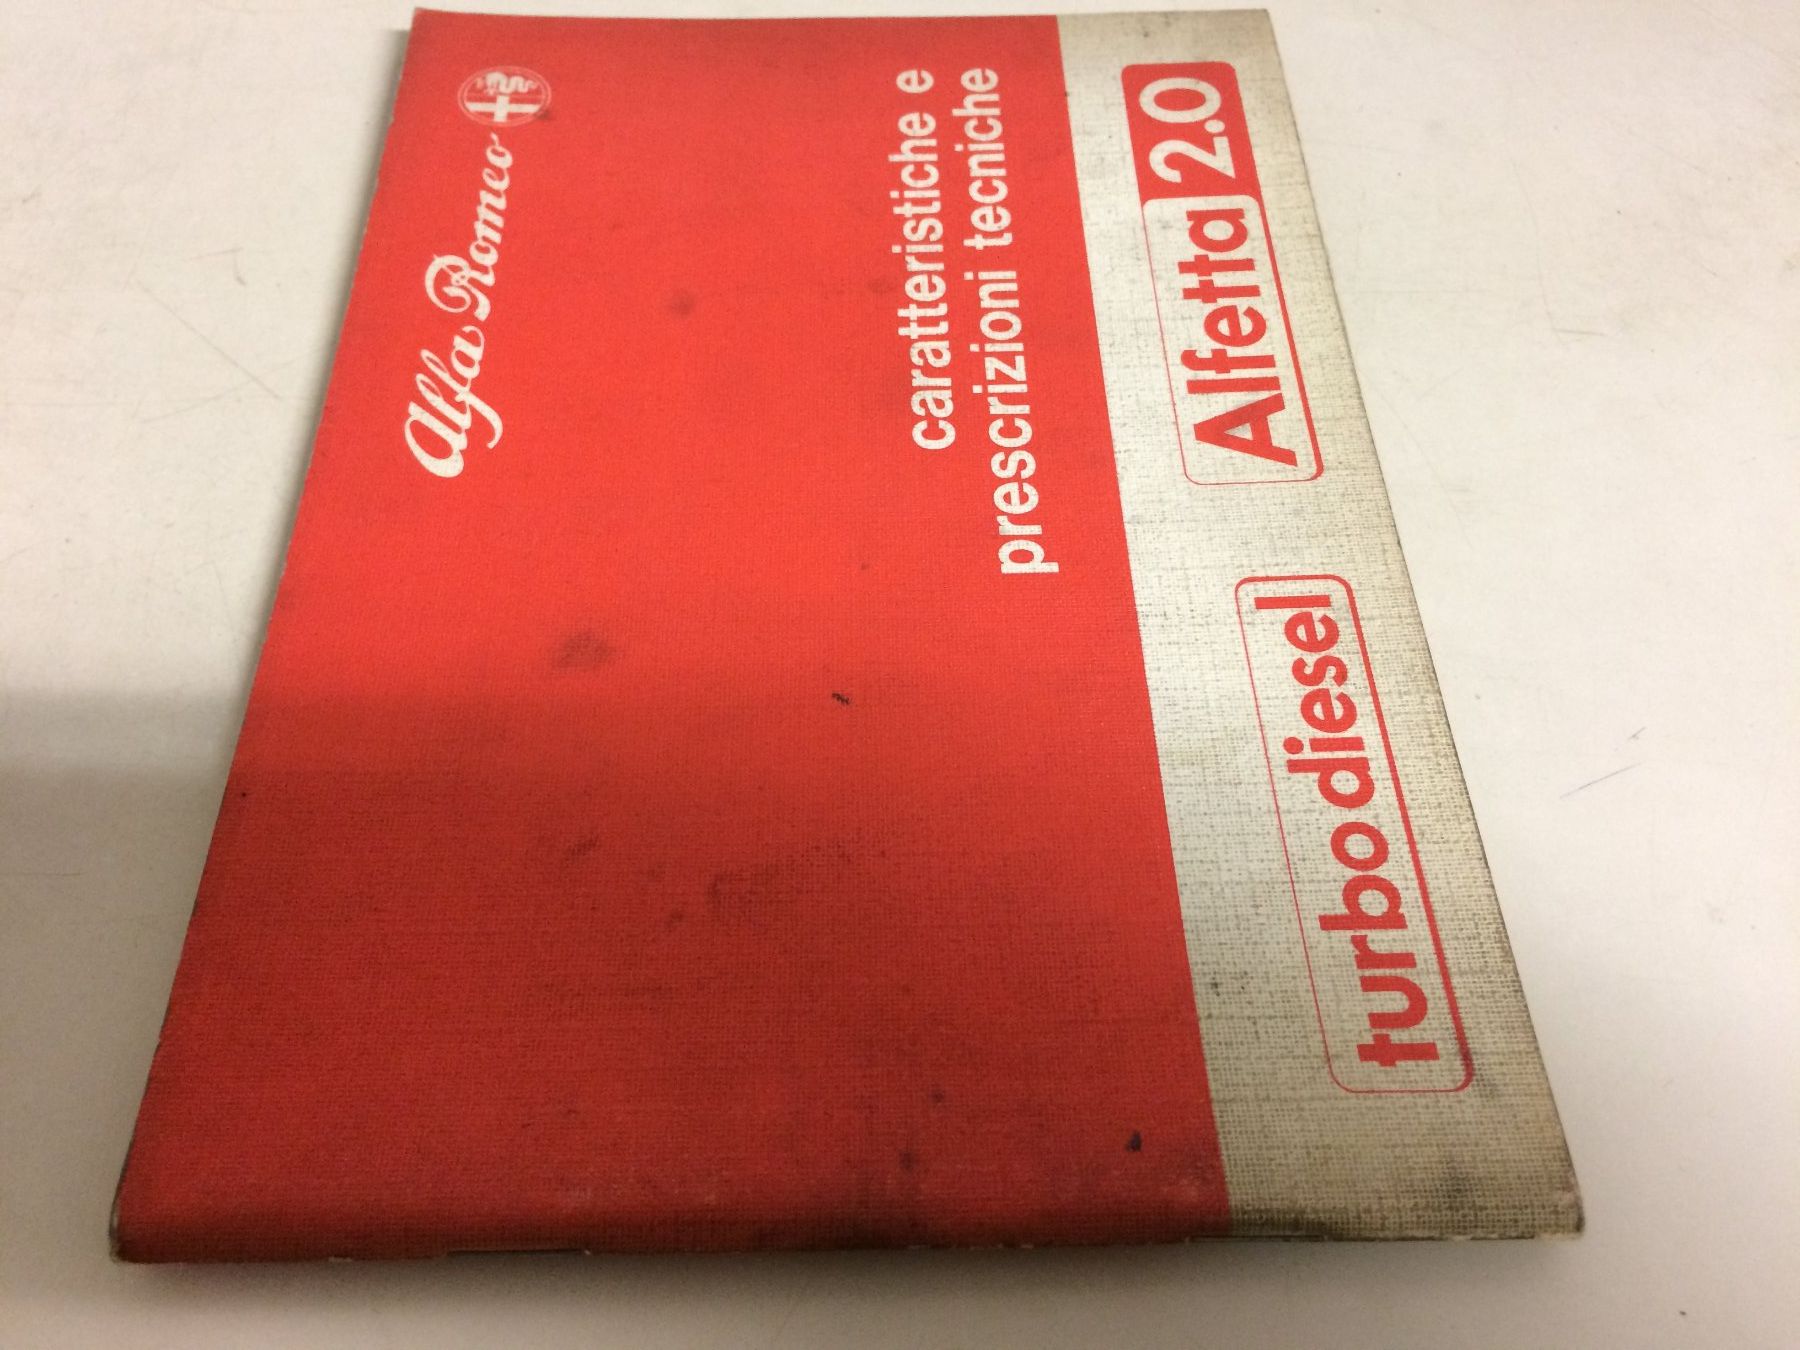 Alfa Romeo
caratteristiche e
prescrizioni tecniche
turbodiesel Alfetta 2.0